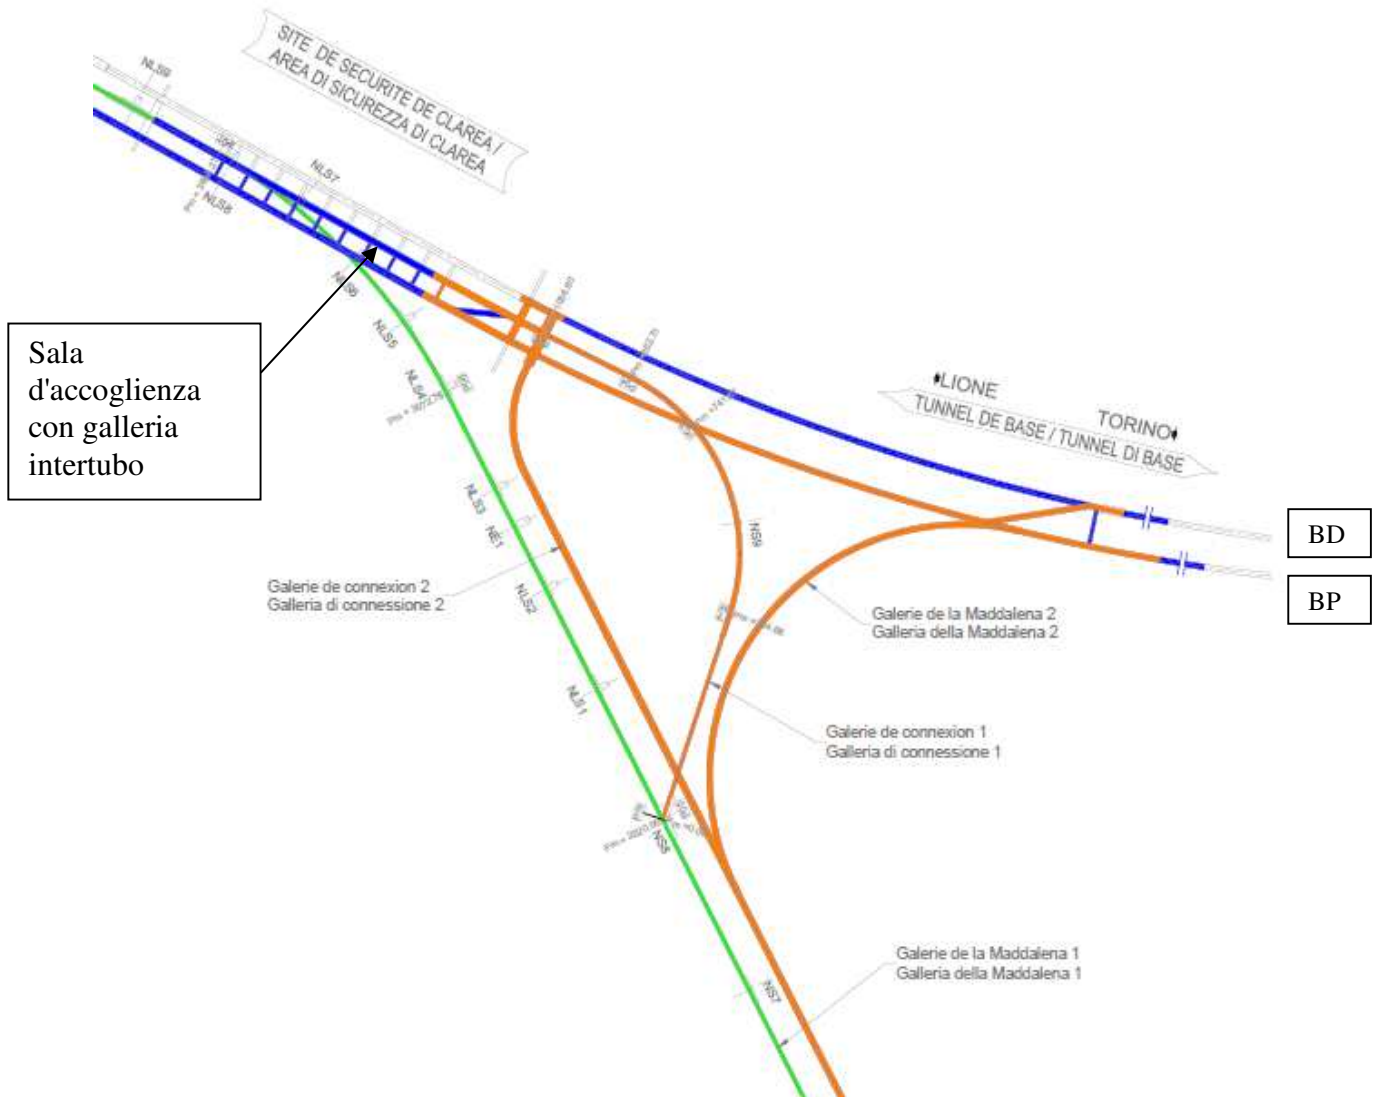 SITE DE SECURITE DE CLAREA /
AREA DI SICUREZZA DI CLAREA
NLS9
NLS7
NLS8
NLS6
NLS5
NLS4
Sala
d'accoglienza
con galleria
intertubo
LIONE
TORINO
TUNNEL DE BASE / TUNNEL DI BASE
BD
BP
NLS3
NE1
NLS2
NS9
Galerie de connexion 2
Galleria di connessione 2
Galerie de la Maddalena 2
Galleria della Maddalena 2
NLS1
Galerie de connexion 1
Galleria di connessione 1
NS8
Galerie de la Maddalena 1
Galleria della Maddalena 1
NS7